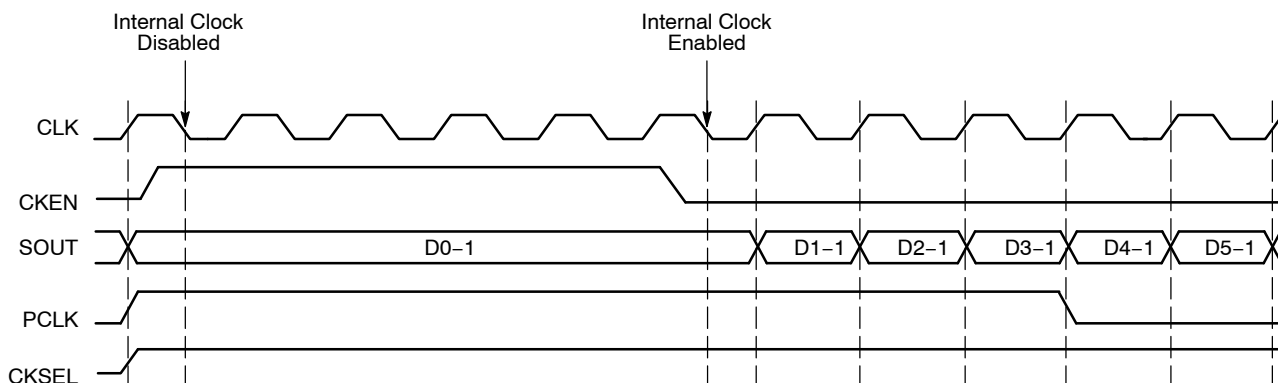 Internal Clock
Disabled
Internal Clock
Enabled
CLK
CKEN
SOUT
D0−1
D1−1
D2−1
D3−1
D4−1
D5−1
PCLK
CKSEL